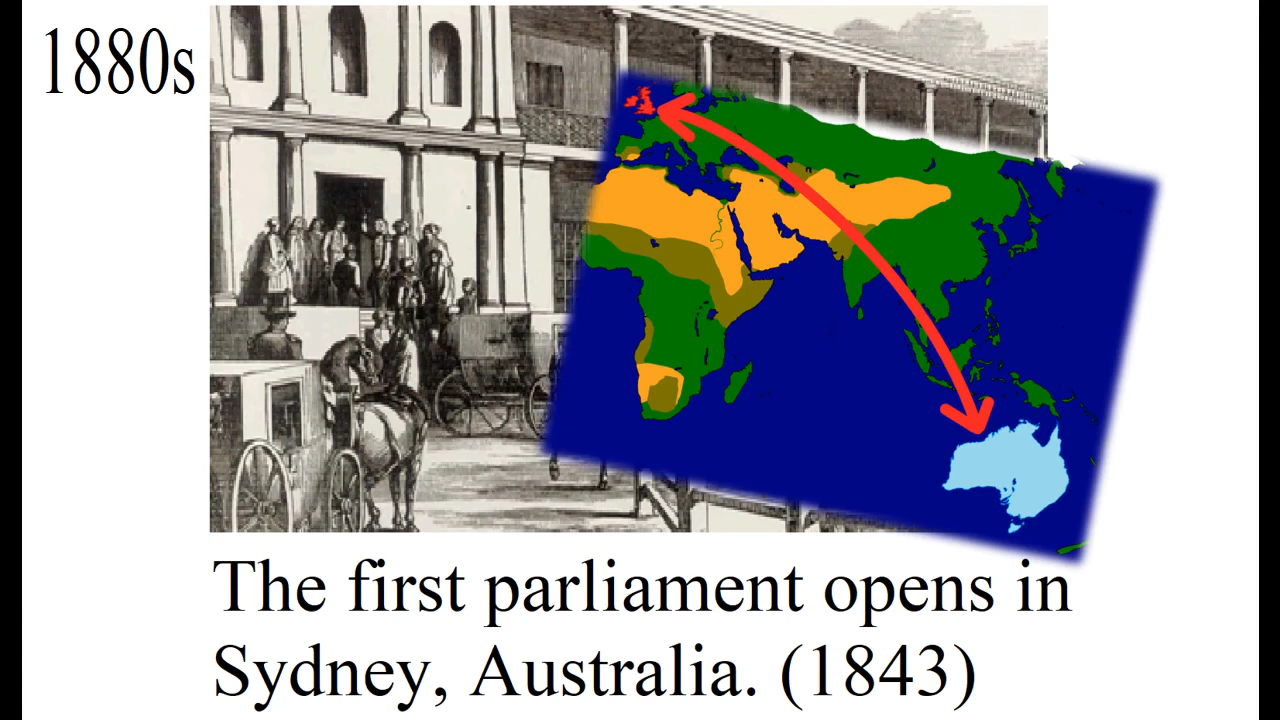 1880s
The first parliament opens in
Sydney, Australia. (1843)